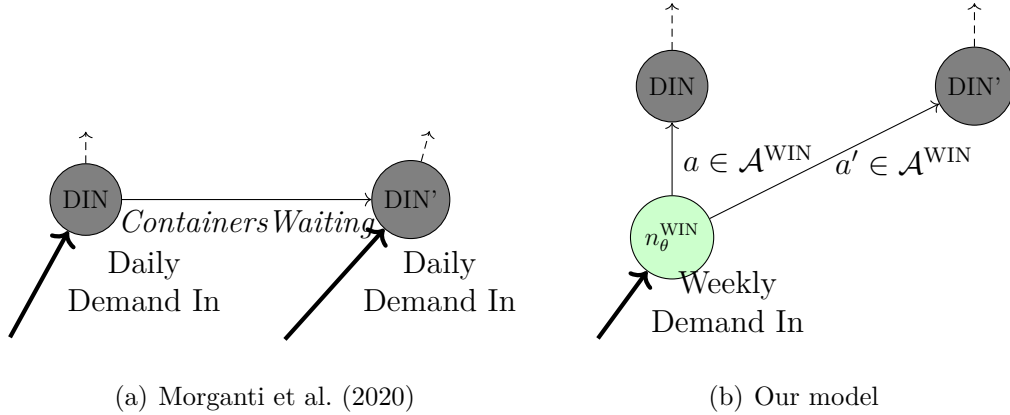 DIN
DIN'
ContainersWaiting
Daily
Demand In
Daily
Demand In
(a) Morganti et al. (2020)
DIN
DIN'
a ∈ 𝒜^WIN
a′ ∈ 𝒜^WIN
n_θ^WIN
Weekly
Demand In
(b) Our model